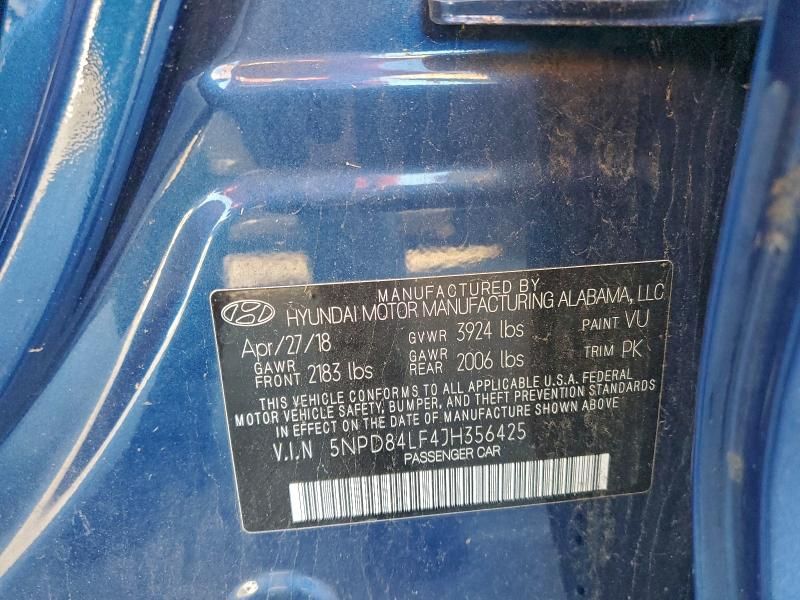 MANUFACTURED BY
HYUNDAI MOTOR MANUFACTURING ALABAMA, LLC
Apr/27/18 GVWR 3924 lbs PAINT VU
GAWR FRONT 2183 lbs GAWR REAR 2006 lbs TRIM PK
THIS VEHICLE CONFORMS TO ALL APPLICABLE U.S.A. FEDERAL
MOTOR VEHICLE SAFETY, BUMPER, AND THEFT PREVENTION STANDARDS
IN EFFECT ON THE DATE OF MANUFACTURE SHOWN ABOVE
V.I.N 5NPD84LF4JH356425
PASSENGER CAR